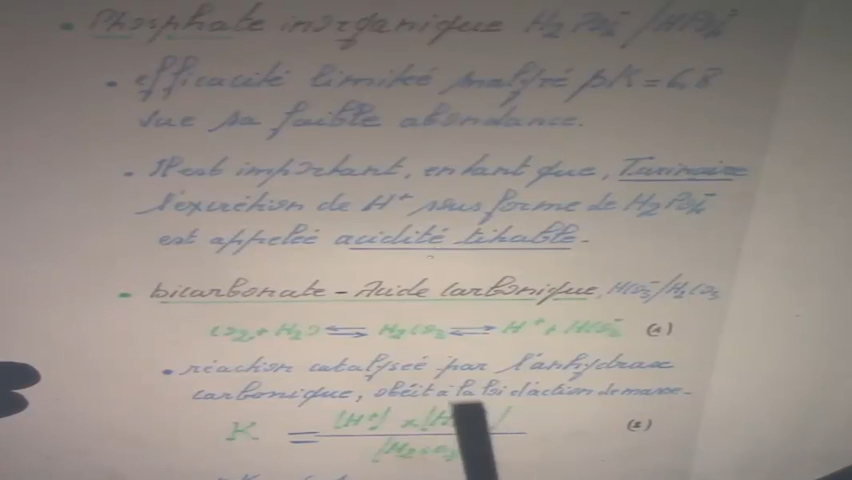 • Phosphate inorganique H₂PO₄⁻/HPO₄²⁻
• efficacité limitée malgré pK = 6,8
vue sa faible abondance.
• Il est important, en tant que, T. urinaire
l'excrétion de H⁺ sous forme de H₂PO₄⁻
est appelée acidité titrable.
• bicarbonate - Acide carbonique, HCO₃⁻/H₂CO₃
CO₂ + H₂O ⇌ H₂CO₃ ⇌ H⁺ + HCO₃⁻ (1)
• réaction catalysée par l'anhydrase
carbonique, obéit à la loi d'action de masse.
K = [H⁺] × [H / [H₂CO₃ (2)